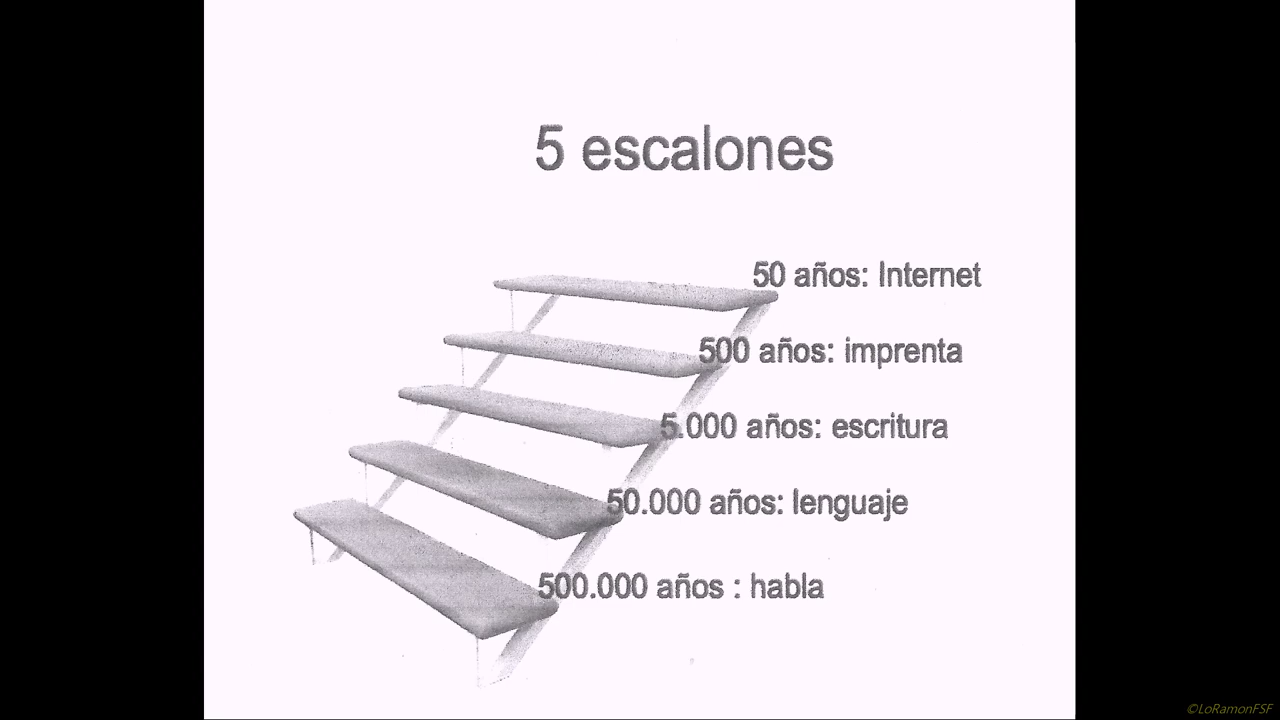 5 escalones
50 años: Internet
500 años: imprenta
5.000 años: escritura
50.000 años: lenguaje
500.000 años : habla
©LoRamonFSF